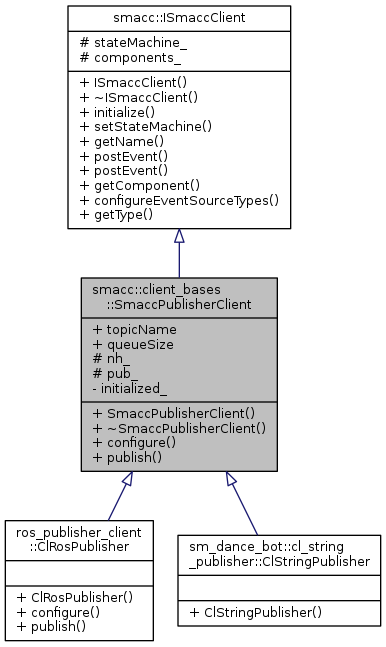 smacc::ISmaccClient
# stateMachine_
# components_
+ ISmaccClient()
+ ~ISmaccClient()
+ initialize()
+ setStateMachine()
+ getName()
+ postEvent()
+ postEvent()
+ getComponent()
+ configureEventSourceTypes()
+ getType()
smacc::client_bases
::SmaccPublisherClient
+ topicName
+ queueSize
# nh_
# pub_
- initialized_
+ SmaccPublisherClient()
+ ~SmaccPublisherClient()
+ configure()
+ publish()
ros_publisher_client
::ClRosPublisher
+ ClRosPublisher()
+ configure()
+ publish()
sm_dance_bot::cl_string
_publisher::ClStringPublisher
+ ClStringPublisher()